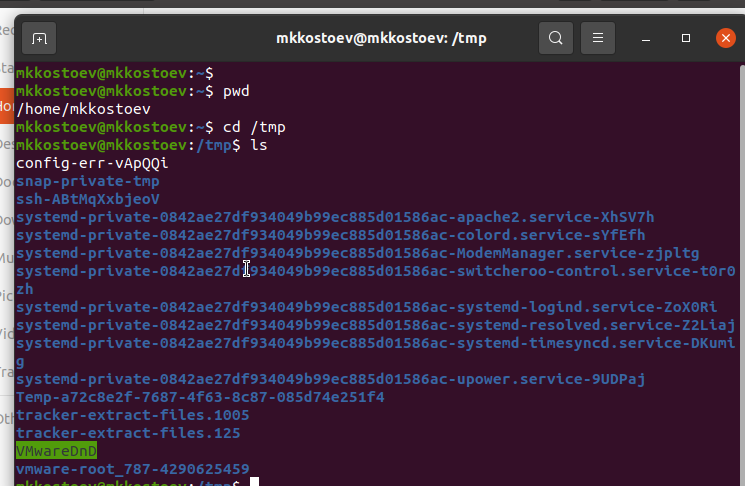 mkkostoev@mkkostoev: /tmp
mkkostoev@mkkostoev:~$
mkkostoev@mkkostoev:~$ pwd
/home/mkkostoev
mkkostoev@mkkostoev:~$ cd /tmp
mkkostoev@mkkostoev:/tmp$ ls
config-err-vApQQi
snap-private-tmp
ssh-ABtMqXxbjeoV
systemd-private-0842ae27df934049b99ec885d01586ac-apache2.service-XhSV7h
systemd-private-0842ae27df934049b99ec885d01586ac-colord.service-sYfEfh
systemd-private-0842ae27df934049b99ec885d01586ac-ModemManager.service-zjpltg
systemd-private-0842ae27df934049b99ec885d01586ac-switcheroo-control.service-t0r0
zh
systemd-private-0842ae27df934049b99ec885d01586ac-systemd-logind.service-ZoX0Ri
systemd-private-0842ae27df934049b99ec885d01586ac-systemd-resolved.service-Z2Liaj
systemd-private-0842ae27df934049b99ec885d01586ac-systemd-timesyncd.service-DKumi
g
systemd-private-0842ae27df934049b99ec885d01586ac-upower.service-9UDPaj
Temp-a72c8e2f-7687-4f63-8c87-085d74e251f4
tracker-extract-files.1005
tracker-extract-files.125
VMwareDnD
vmware-root_787-4290625459
mkkostoev@mkkostoev:/tmp$